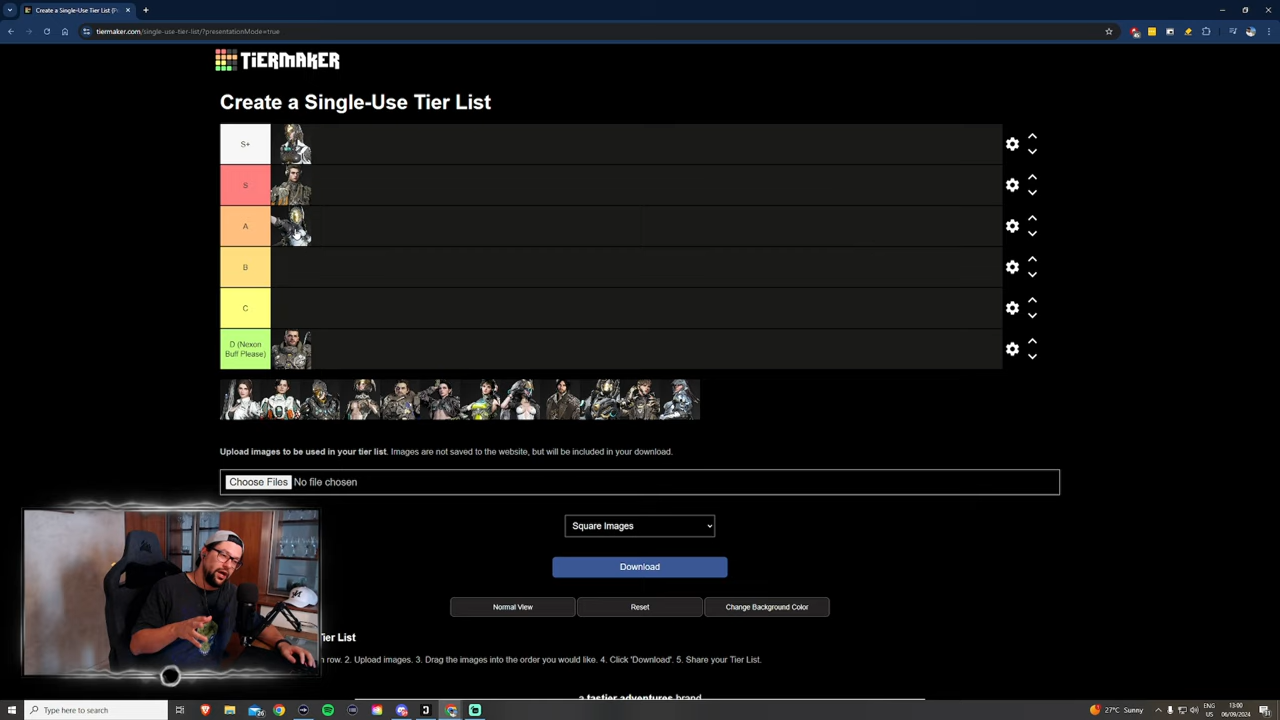 Create a Single-Use Tier List (P
tiermaker.com/single-use-tier-list/?presentationMode=true
TiERMAKER
Create a Single-Use Tier List
S+
S
A
B
C
D (Nexon
Buff Please)
Upload images to be used in your tier list. Images are not saved to the website, but will be included in your download.
Choose Files No file chosen
Square Images
Download
Normal View
Reset
Change Background Color
Tier List
row. 2. Upload images. 3. Drag the images into the order you would like. 4. Click 'Download'. 5. Share your Tier List.
a tastier adventures brand
Type here to search
26
27°C Sunny
ENG
US
13:00
06/09/2024